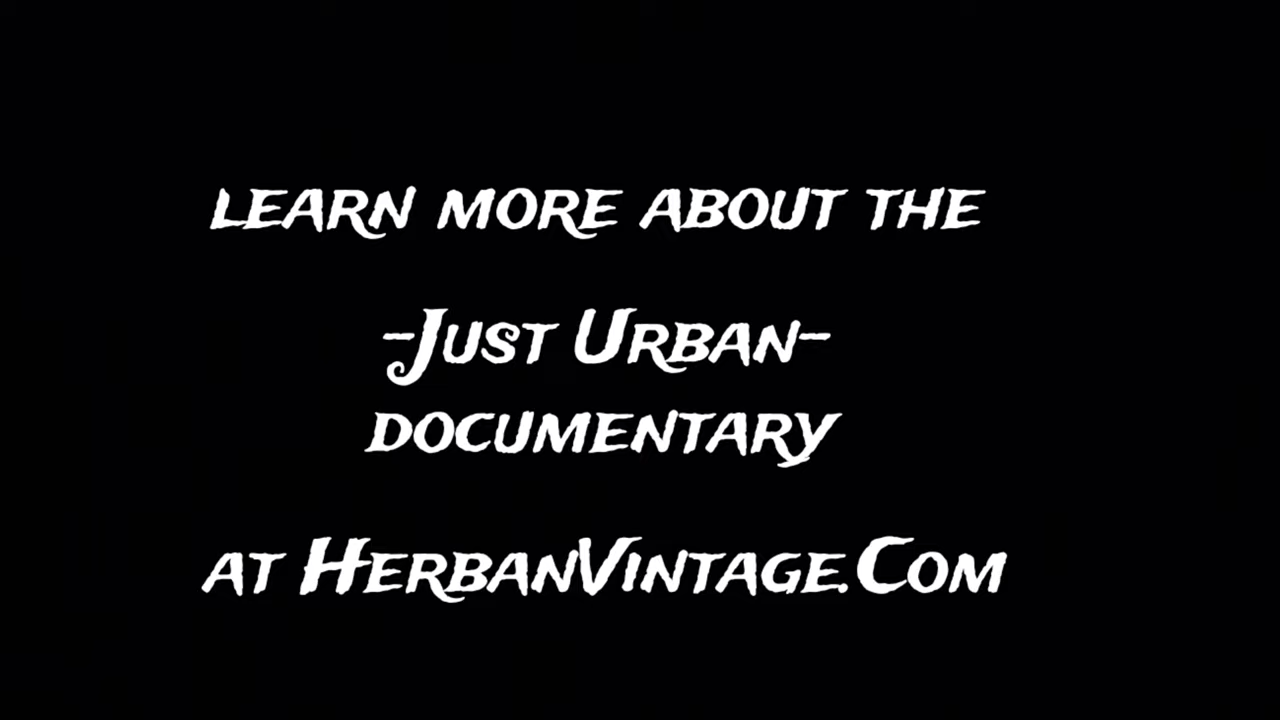 LEARN MORE ABOUT THE
-JUST URBAN-
DOCUMENTARY
AT HERBANVINTAGE.COM